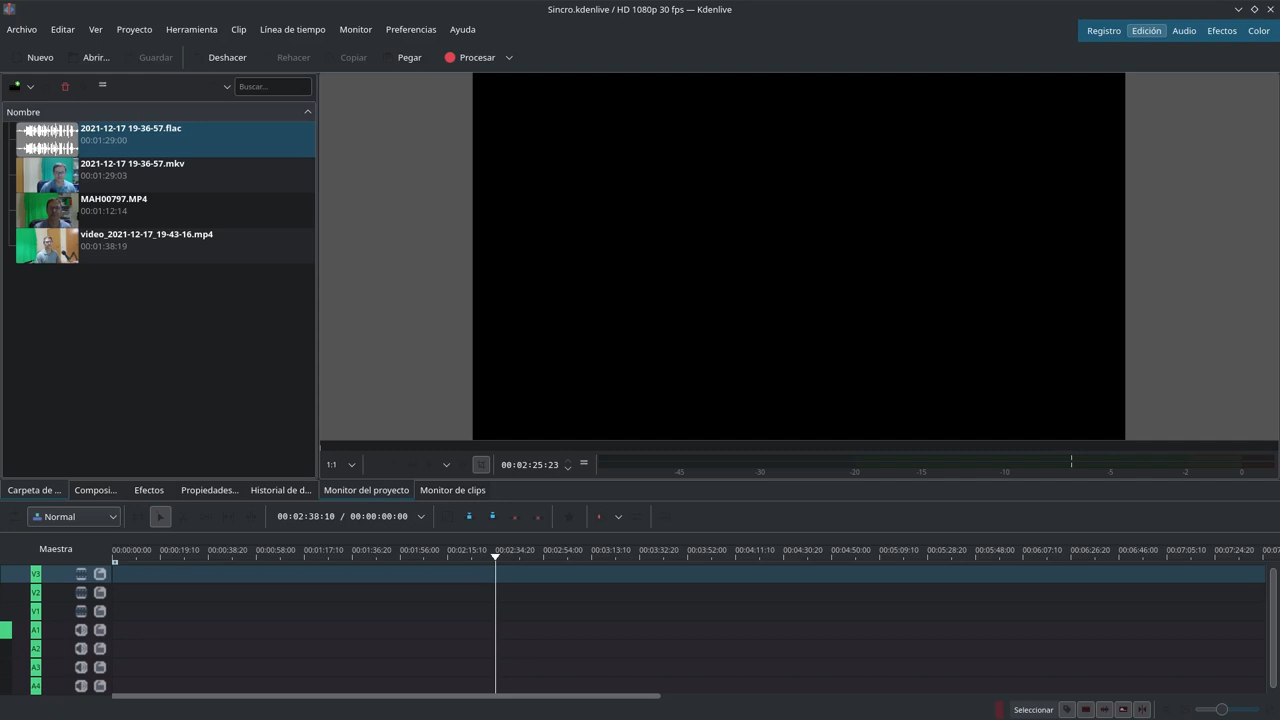 Sincro.kdenlive / HD 1080p 30 fps — Kdenlive
Archivo Editar Ver Proyecto Herramienta Clip Línea de tiempo Monitor Preferencias Ayuda
Registro Edición Audio Efectos Color
Nuevo Abrir... Guardar Deshacer Rehacer Copiar Pegar Procesar
Buscar...
Nombre
2021-12-17 19-36-57.flac
00:01:29:00
2021-12-17 19-36-57.mkv
00:01:29:03
MAH00797.MP4
00:01:12:14
video_2021-12-17_19-43-16.mp4
00:01:38:19
1:1 00:02:25:23
-45 -30 -20 -15 -10 -5 -2 0
Carpeta de ... Composi... Efectos Propiedades... Historial de d... Monitor del proyecto Monitor de clips
Normal 00:02:38:10 / 00:00:00:00
Maestra
00:00:00:00 00:00:19:10 00:00:38:20 00:00:58:00 00:01:17:10 00:01:36:20 00:01:56:00 00:02:15:10 00:02:34:20 00:02:54:00 00:03:13:10 00:03:32:20 00:03:52:00 00:04:11:10 00:04:30:20 00:04:50:00 00:05:09:10 00:05:28:20 00:05:48:00 00:06:07:10 00:06:26:20 00:06:46:00 00:07:05:10 00:07:24:20 00:07
V3
V2
V1
A1
A2
A3
A4
Seleccionar